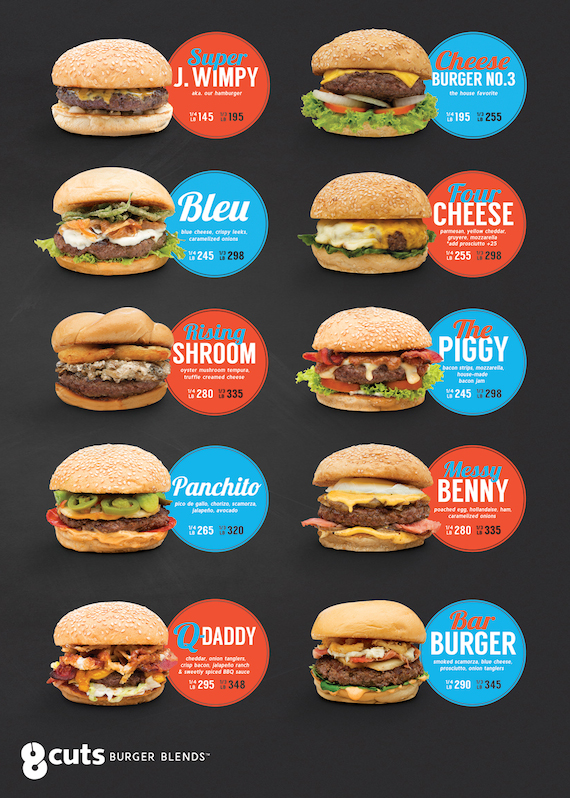 Super
J. WIMPY
aka. our hamburger
1/4 LB 145 1/3 LB 195
Cheese
BURGER NO.3
the house favorite
1/4 LB 195 1/3 LB 255
Bleu
blue cheese, crispy leeks,
caramelized onions
1/4 LB 245 1/3 LB 298
Four
CHEESE
parmesan, yellow cheddar,
gruyere, mozzarella
*add prosciutto +25
1/4 LB 255 1/3 LB 298
Rising
SHROOM
oyster mushroom tempura,
truffle creamed cheese
1/4 LB 280 1/3 LB 335
The
PIGGY
bacon strips, mozzarella,
house-made
bacon jam
1/4 LB 245 1/3 LB 298
Panchito
pico de gallo, chorizo, scamorza,
jalapeño, avocado
1/4 LB 265 1/3 LB 320
Messy
BENNY
poached egg, hollandaise, ham,
caramelized onions
1/4 LB 280 1/3 LB 335
Q-DADDY
cheddar, onion tanglers,
crisp bacon, jalapeño ranch
& sweetly spiced BBQ sauce
1/4 LB 295 1/3 LB 348
Bar
BURGER
smoked scamorza, blue cheese,
prosciutto, onion tanglers
1/4 LB 290 1/3 LB 345
8cuts BURGER BLENDS™